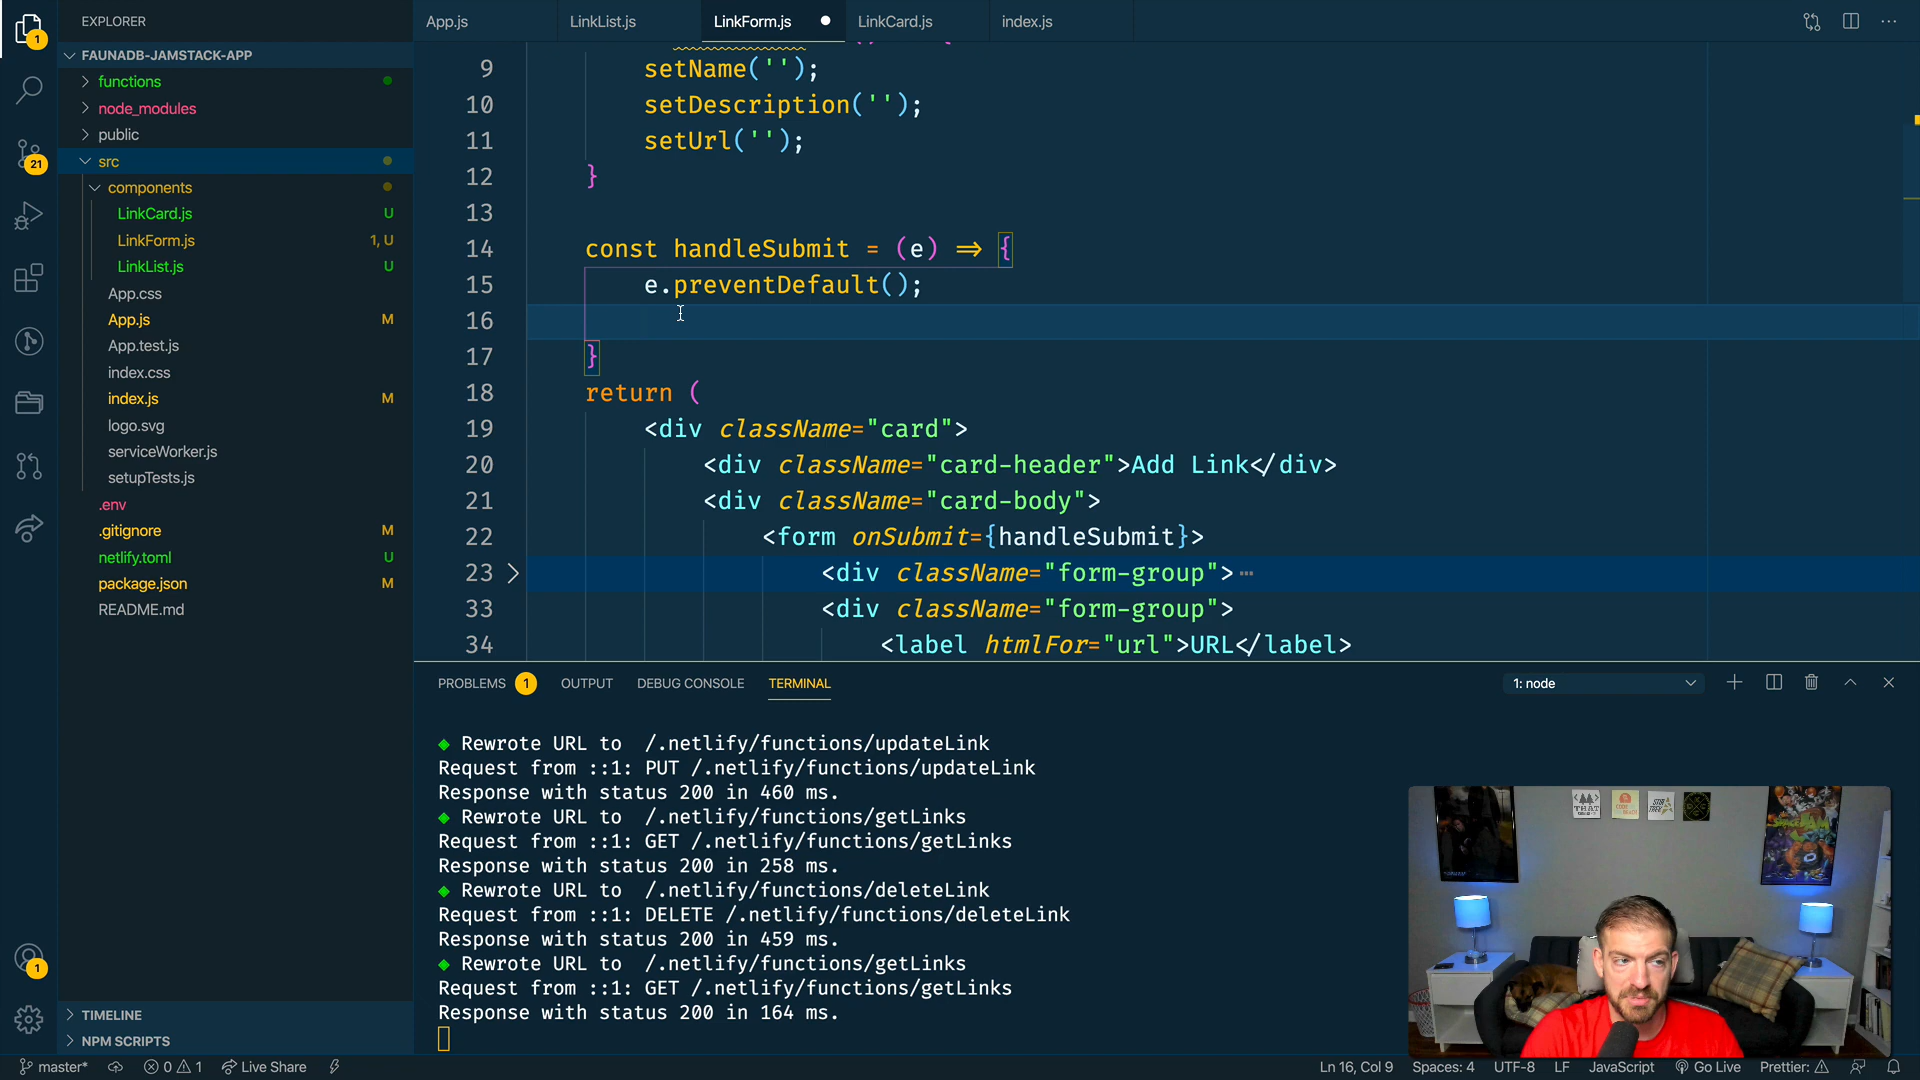 EXPLORER
FAUNADB-JAMSTACK-APP
functions
node_modules
public
src
components
LinkCard.js U
LinkForm.js 1, U
LinkList.js U
App.css
App.js M
App.test.js
index.css
index.js M
logo.svg
serviceWorker.js
setupTests.js
.env
.gitignore M
netlify.toml U
package.json M
README.md
TIMELINE
NPM SCRIPTS
1
21
1
App.js
LinkList.js
LinkForm.js
LinkCard.js
index.js
9 setName('');
10 setDescription('');
11 setUrl('');
12 }
13
14 const handleSubmit = (e) => {
15 e.preventDefault();
16
17 }
18 return (
19 <div className="card">
20 <div className="card-header">Add Link</div>
21 <div className="card-body">
22 <form onSubmit={handleSubmit}>
23 <div className="form-group">
33 <div className="form-group">
34 <label htmlFor="url">URL</label>
PROBLEMS 1 OUTPUT DEBUG CONSOLE TERMINAL 1: node
◆ Rewrote URL to /.netlify/functions/updateLink
Request from ::1: PUT /.netlify/functions/updateLink
Response with status 200 in 460 ms.
◆ Rewrote URL to /.netlify/functions/getLinks
Request from ::1: GET /.netlify/functions/getLinks
Response with status 200 in 258 ms.
◆ Rewrote URL to /.netlify/functions/deleteLink
Request from ::1: DELETE /.netlify/functions/deleteLink
Response with status 200 in 459 ms.
◆ Rewrote URL to /.netlify/functions/getLinks
Request from ::1: GET /.netlify/functions/getLinks
Response with status 200 in 164 ms.
master* 0 1 Live Share Ln 16, Col 9 Spaces: 4 UTF-8 LF JavaScript Go Live Prettier: